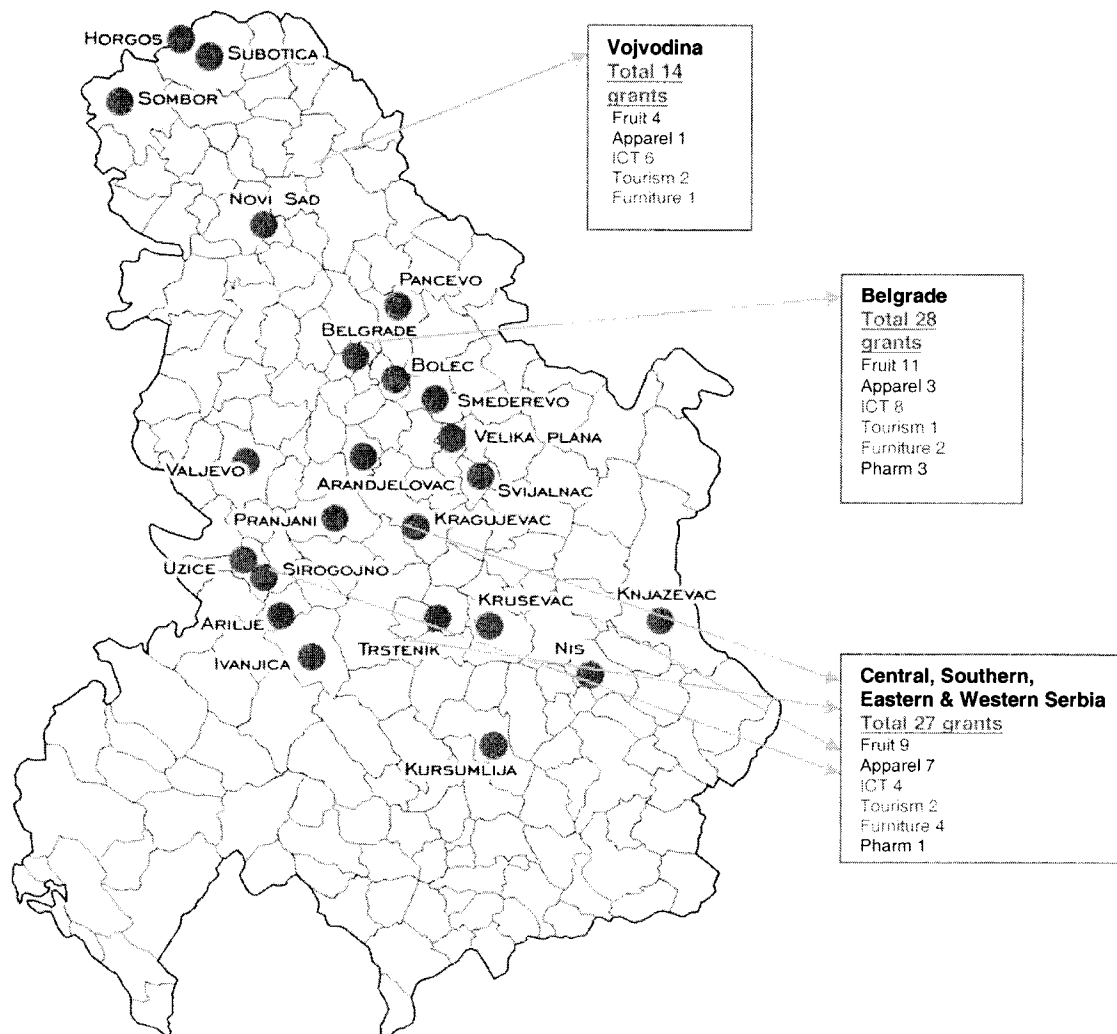 HORGOS
SUBOTICA
SOMBOR
NOVI SAD
PANCEVO
BELGRADE
BOLEC
SMEDEREVO
VELIKA PLANA
VALJEVO
ARANDJELOVAC
SVIJALNAC
PRANJANI
KRAGUJEVAC
UZICE
SIROGOJNO
KNJAZEVAC
KRUSEVAC
ARILJE
TRSTENIK
NIS
IVANJICA
KURSUMLIJA
Vojvodina
Total 14
grants
Fruit 4
Apparel 1
ICT 6
Tourism 2
Furniture 1
Belgrade
Total 28
grants
Fruit 11
Apparel 3
ICT 8
Tourism 1
Furniture 2
Pharm 3
Central, Southern,
Eastern & Western Serbia
Total 27 grants
Fruit 9
Apparel 7
ICT 4
Tourism 2
Furniture 4
Pharm 1